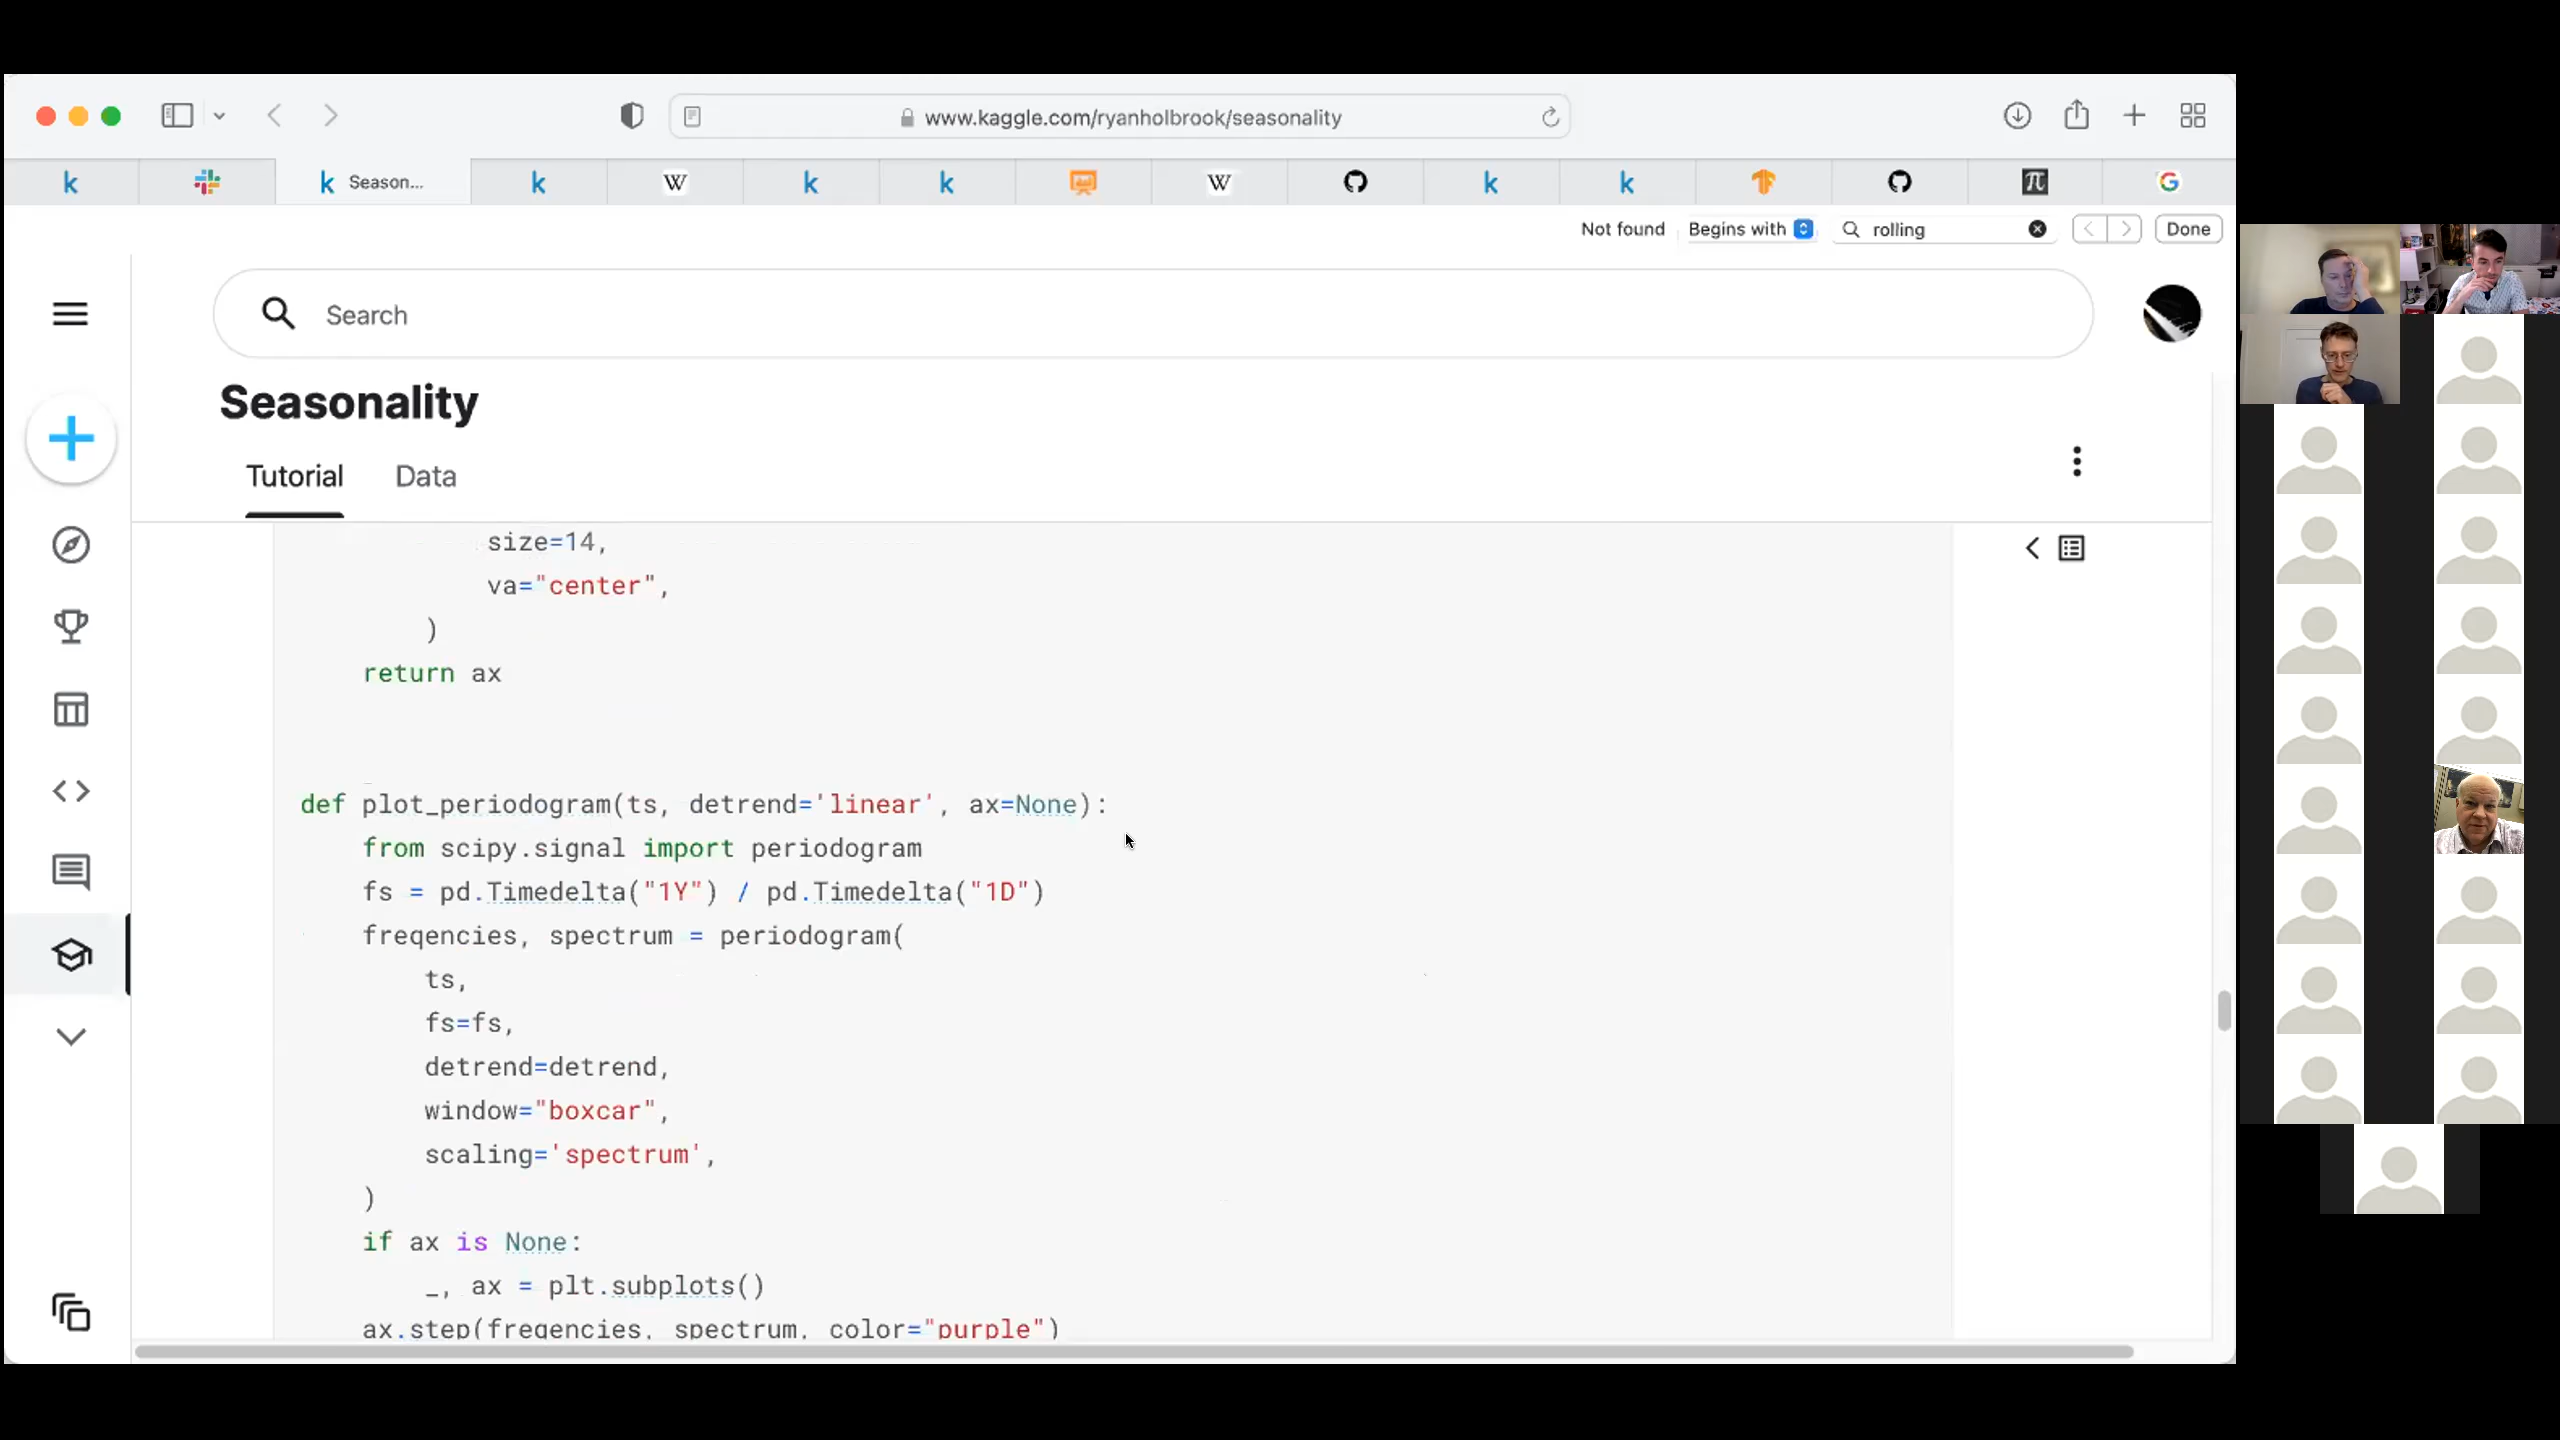 www.kaggle.com/ryanholbrook/seasonality
k
k Season...
k
W
k
k
W
k
k
π
G
Not found Begins with rolling Done
Search
Seasonality
Tutorial Data
size=14,
va="center",
)
return ax
def plot_periodogram(ts, detrend='linear', ax=None):
from scipy.signal import periodogram
fs = pd.Timedelta("1Y") / pd.Timedelta("1D")
freqencies, spectrum = periodogram(
ts,
fs=fs,
detrend=detrend,
window="boxcar",
scaling='spectrum',
)
if ax is None:
_, ax = plt.subplots()
ax.step(freqencies, spectrum, color="purple")